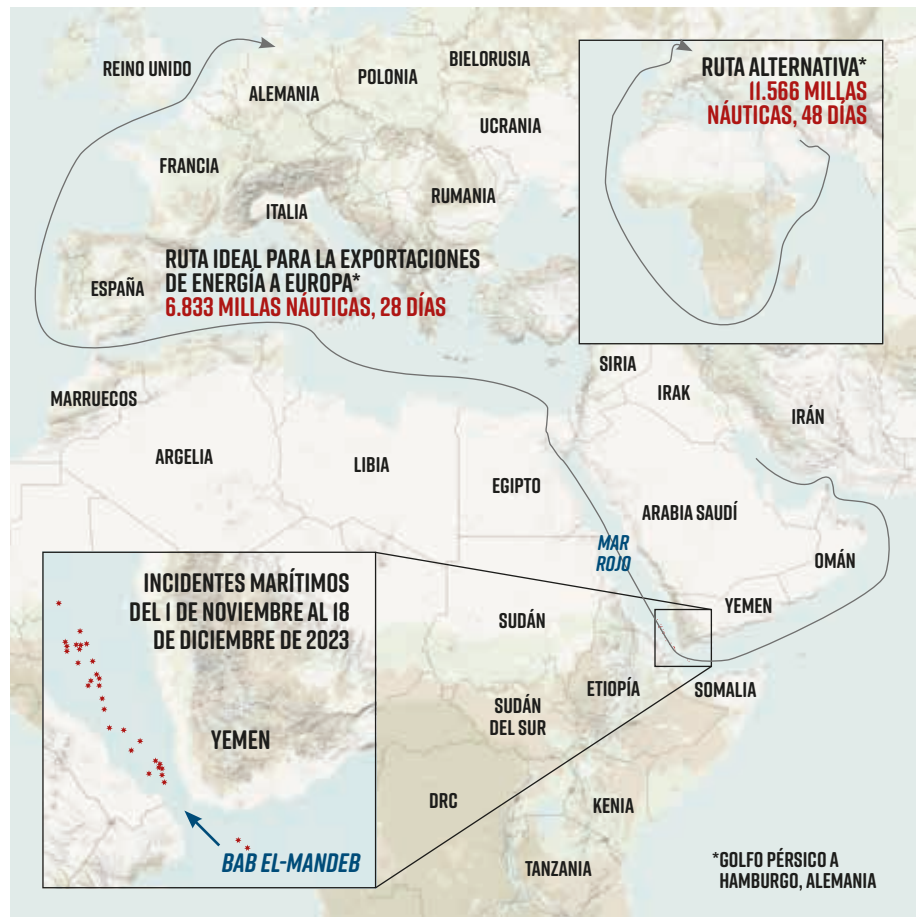 REINO UNIDO
BIELORUSIA
POLONIA
ALEMANIA
UCRANIA
FRANCIA
RUMANIA
ITALIA
RUTA IDEAL PARA LA EXPORTACIONES
DE ENERGÍA A EUROPA*
6.833 MILLAS NÁUTICAS, 28 DÍAS
ESPAÑA
RUTA ALTERNATIVA*
11.566 MILLAS
NÁUTICAS, 48 DÍAS
SIRIA
IRAK
IRÁN
MARRUECOS
ARGELIA
LIBIA
EGIPTO
ARABIA SAUDÍ
MAR
ROJO
OMÁN
YEMEN
SUDÁN
ETIOPÍA
SOMALIA
SUDÁN
DEL SUR
DRC
KENIA
TANZANIA
INCIDENTES MARÍTIMOS
DEL 1 DE NOVIEMBRE AL 18
DE DICIEMBRE DE 2023
YEMEN
BAB EL-MANDEB
*GOLFO PÉRSICO A
HAMBURGO, ALEMANIA